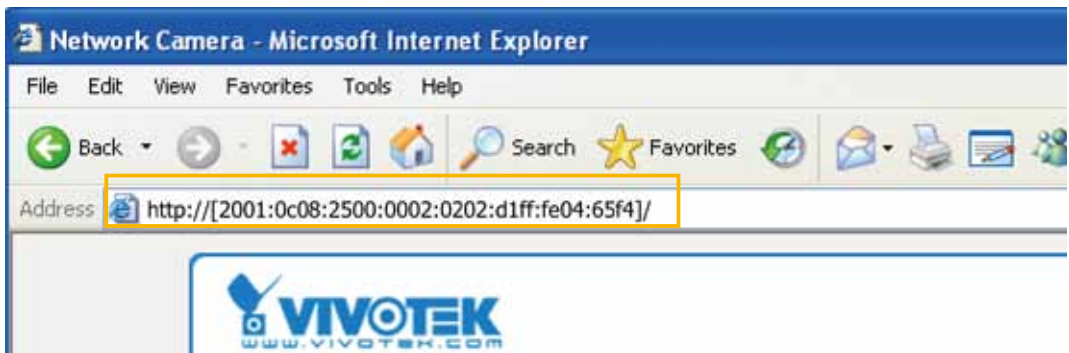 Network Camera - Microsoft Internet Explorer
File Edit View Favorites Tools Help
Back Search Favorites
Address http://[2001:0c08:2500:0002:0202:d1ff:fe04:65f4]/
VIVOTEK
WWW.VIVOTEK.COM